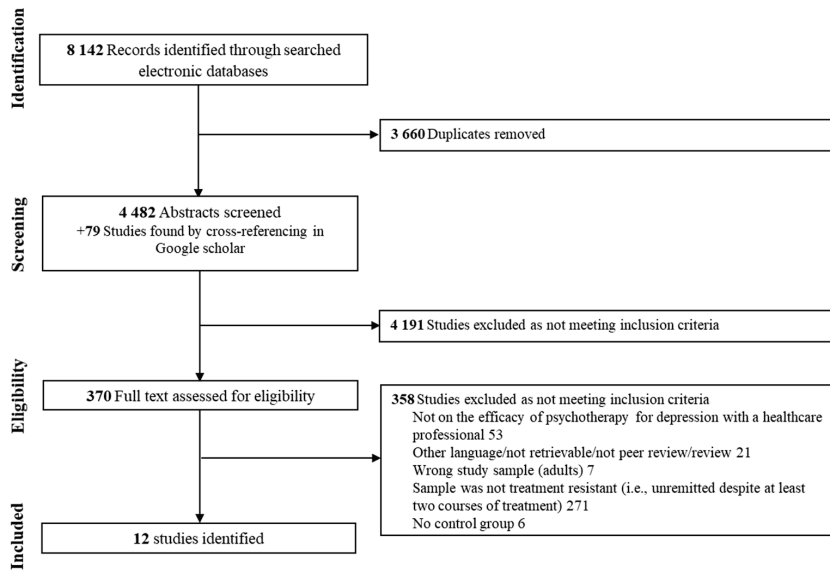 Identification
8 142 Records identified through searched
electronic databases
3 660 Duplicates removed
Screening
4 482 Abstracts screened
+79 Studies found by cross-referencing in
Google scholar
4 191 Studies excluded as not meeting inclusion criteria
Eligibility
370 Full text assessed for eligibility
358 Studies excluded as not meeting inclusion criteria
Not on the efficacy of psychotherapy for depression with a healthcare
professional 53
Other language/not retrievable/not peer review/review 21
Wrong study sample (adults) 7
Sample was not treatment resistant (i.e., unremitted despite at least
two courses of treatment) 271
No control group 6
Included
12 studies identified